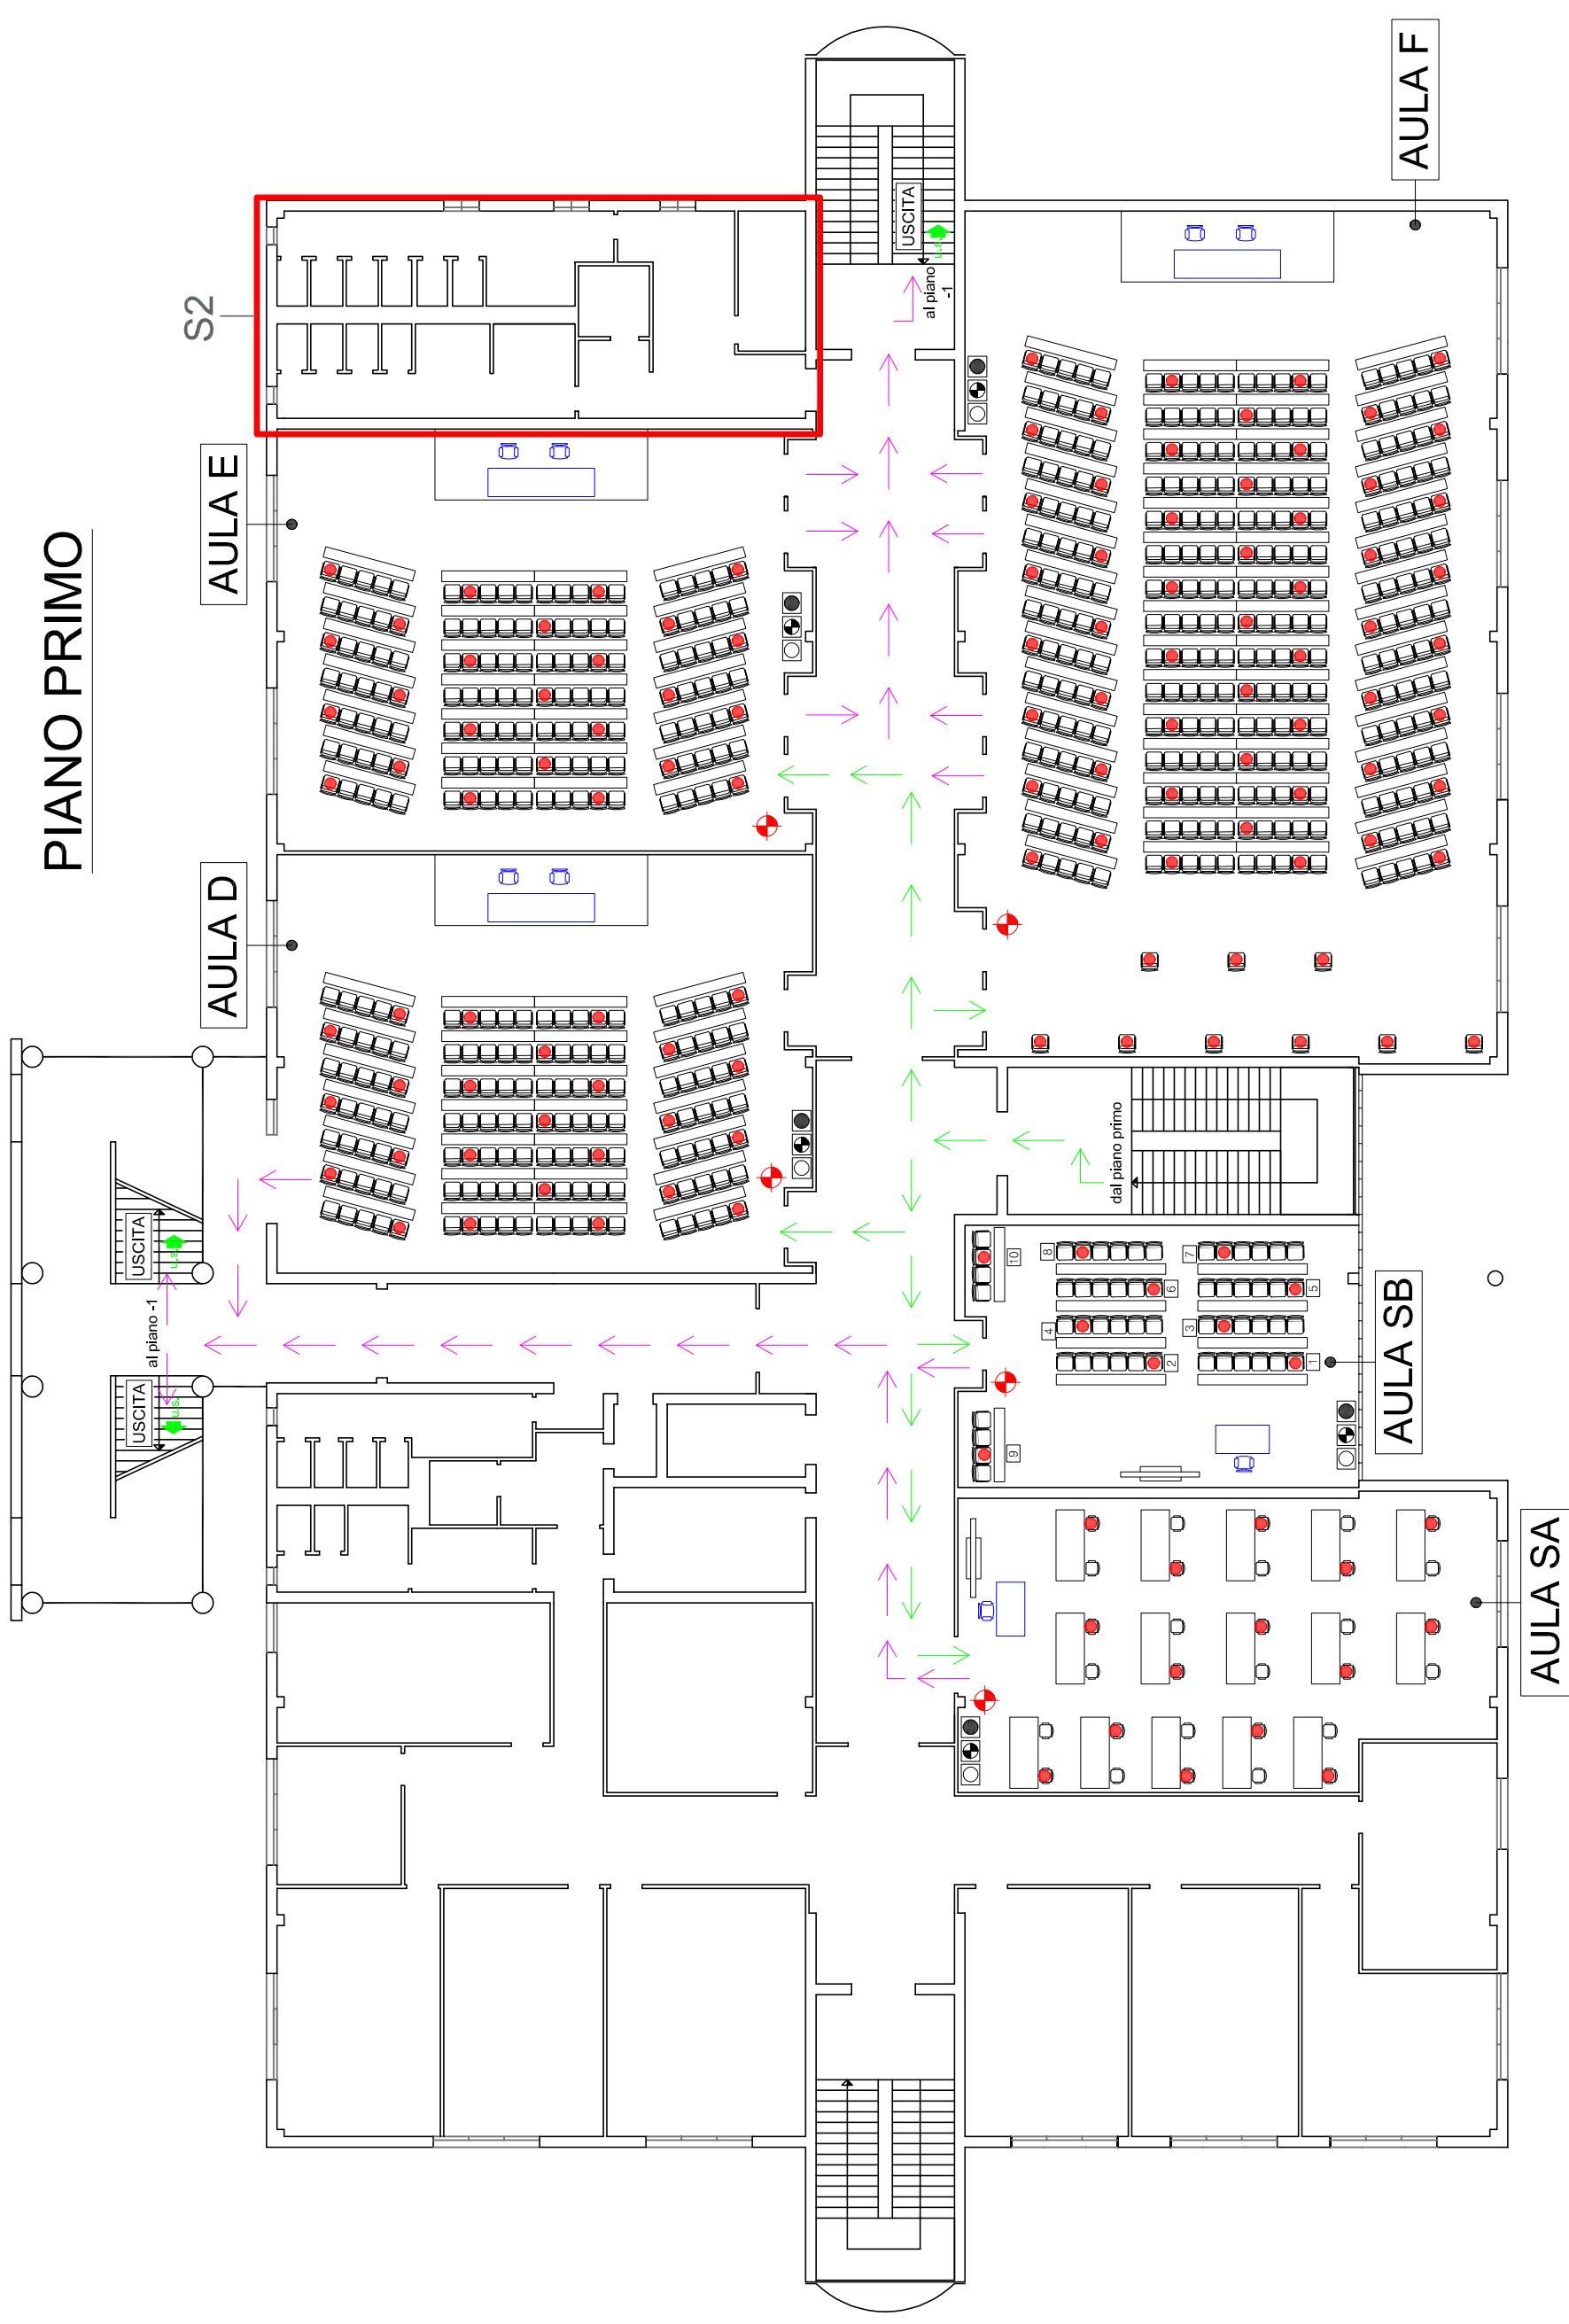 PIANO PRIMO
S2
AULA F
AULA E
AULA D
USCITA
u.s.
al piano
-1
USCITA
u.s.
al piano -1
USCITA
u.s.
dal piano primo
10
8
7
6
5
4
3
2
1
9
AULA SB
AULA SA